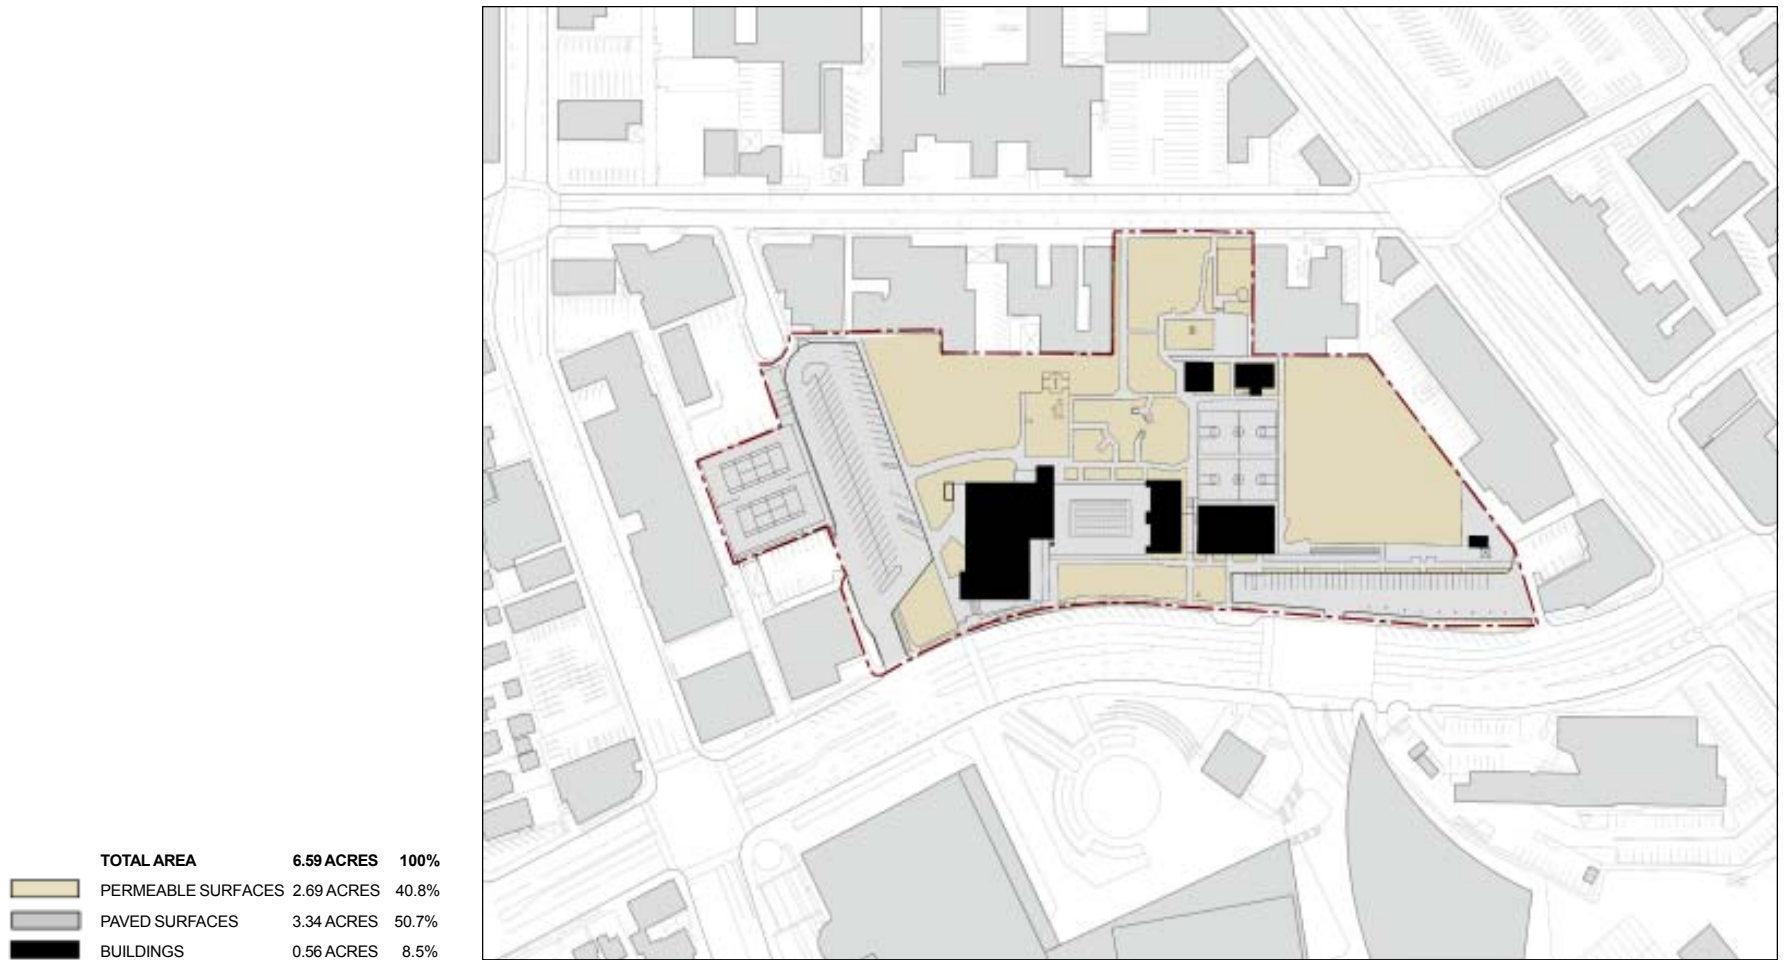 TOTAL AREA 6.59 ACRES 100%
PERMEABLE SURFACES 2.69 ACRES 40.8%
PAVED SURFACES 3.34 ACRES 50.7%
BUILDINGS 0.56 ACRES 8.5%